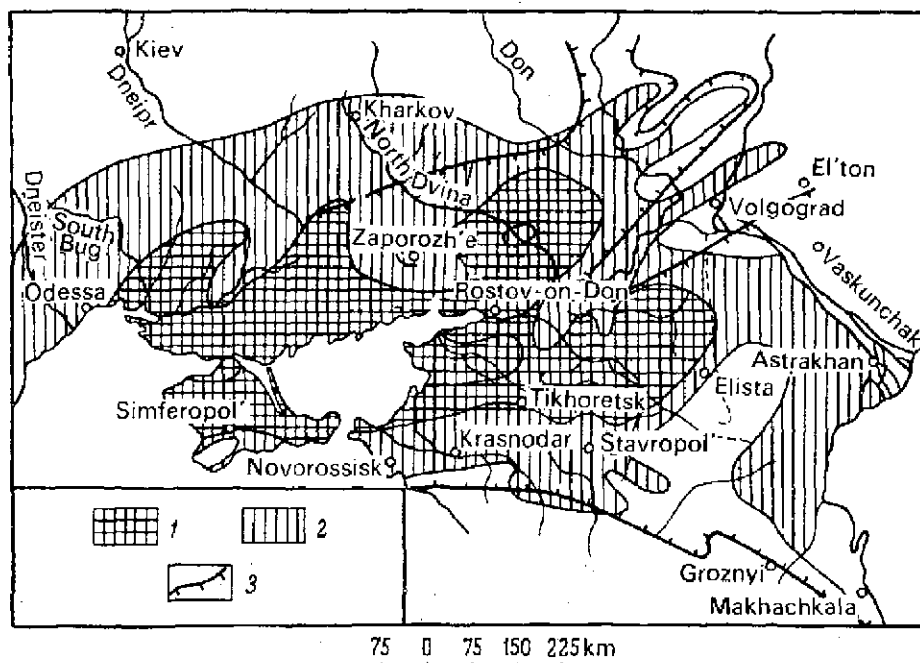 Kiev
Dneipr
Don
Kharkov
North Dvina
El'ton
Volgograd
Dneister
South
Bug
Zaporozh'e
Vaskunchak
Odessa
Rostov-on-Don
Astrakhan
Elista
Tikhoretsk
Simferopol'
Krasnodar
Stavropol'
Novorossisk
1
2
3
Groznyi
Makhachkala
75 0 75 150 225 km